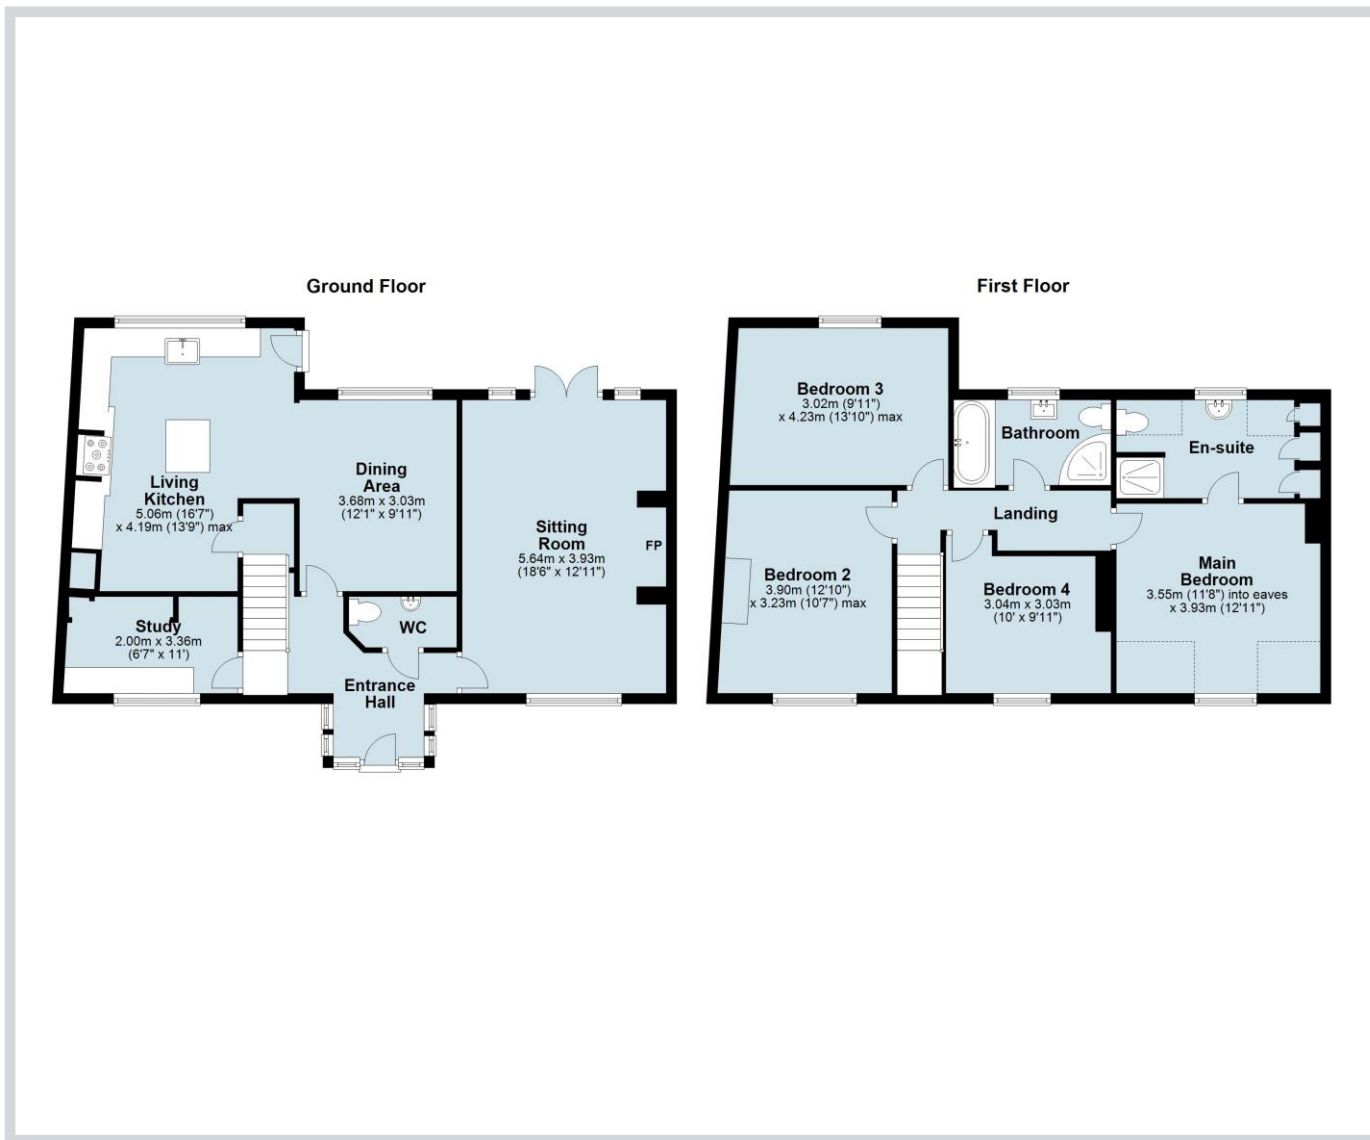 Ground Floor
Living
Kitchen
5.06m (16'7")
x 4.19m (13'9") max
Dining
Area
3.68m x 3.03m
(12'1" x 9'11")
Sitting
Room
5.64m x 3.93m
(18'6" x 12'11")
FP
Study
2.00m x 3.36m
(6'7" x 11')
WC
Entrance
Hall
First Floor
Bedroom 3
3.02m (9'11")
x 4.23m (13'10") max
Bathroom
En-suite
Landing
Bedroom 2
3.90m (12'10")
x 3.23m (10'7") max
Bedroom 4
3.04m x 3.03m
(10' x 9'11")
Main
Bedroom
3.55m (11'8") into eaves
x 3.93m (12'11")